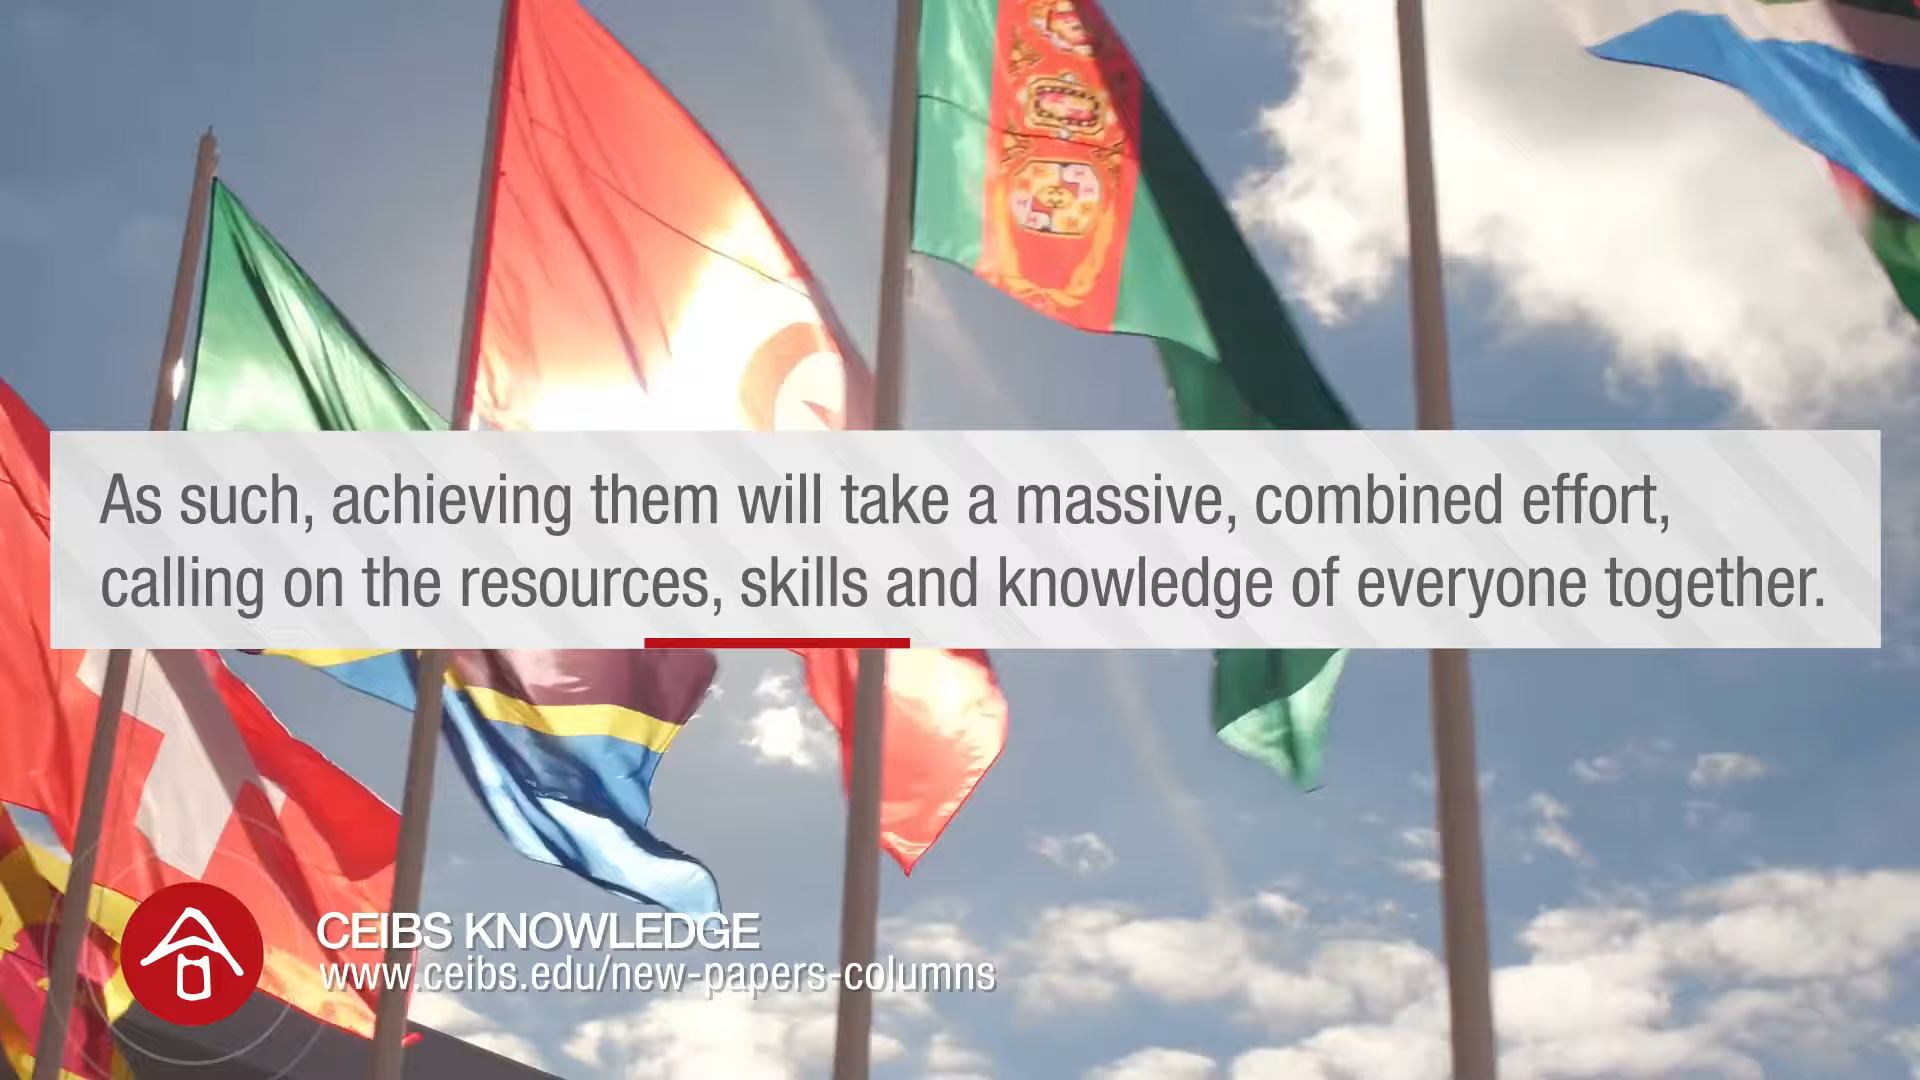 As such, achieving them will take a massive, combined effort,
calling on the resources, skills and knowledge of everyone together.
CEIBS KNOWLEDGE
www.ceibs.edu/new-papers-columns